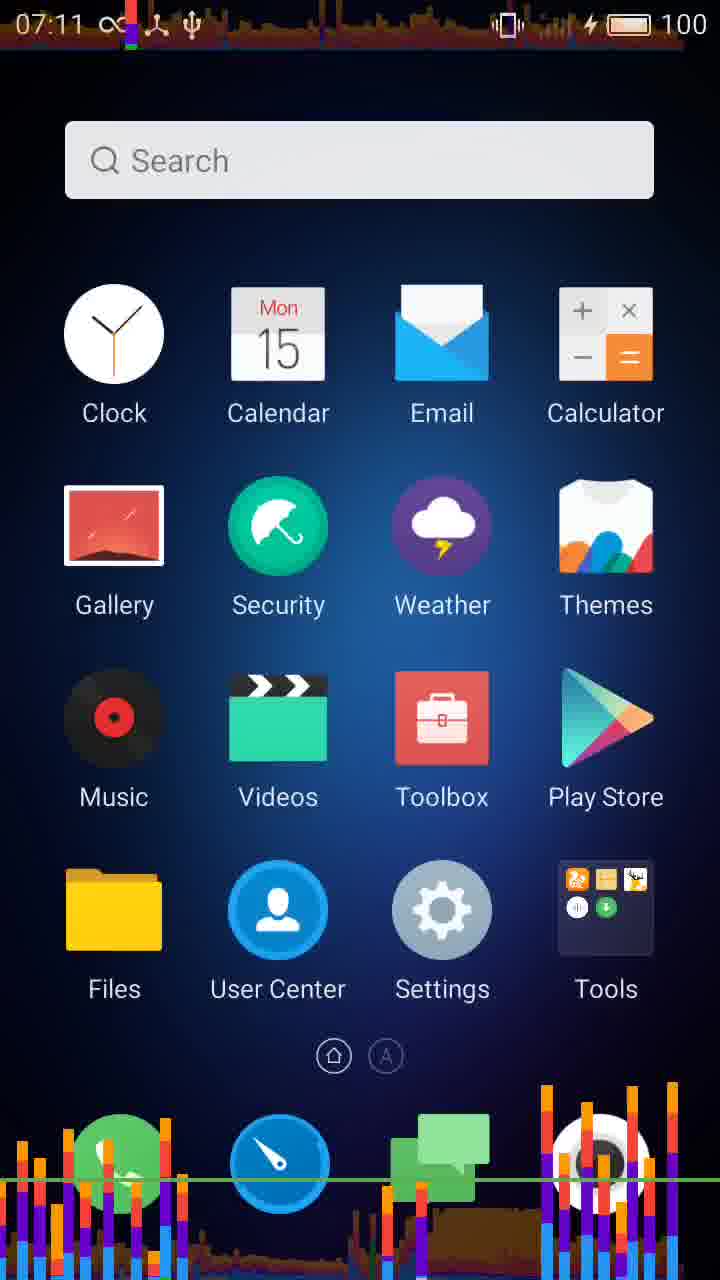 07:11 100
Search
Mon
15
Clock Calendar Email Calculator
Gallery Security Weather Themes
Music Videos Toolbox Play Store
Files User Center Settings Tools
A